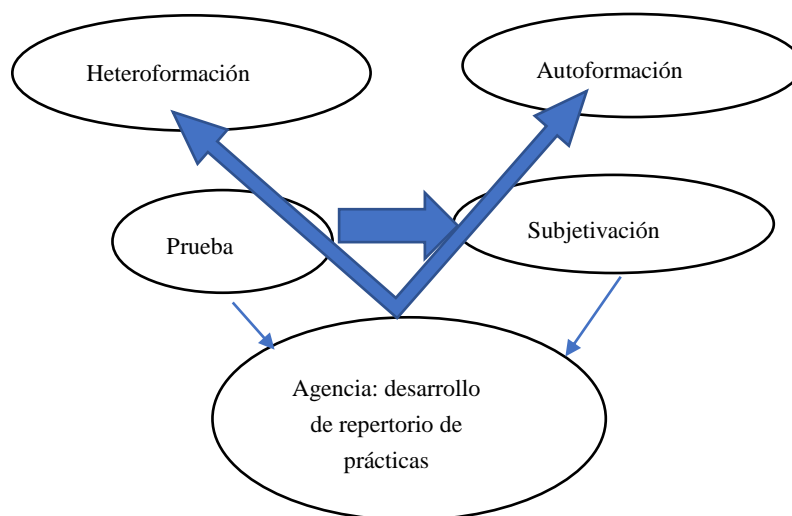 Heteroformación
Autoformación
Prueba
Subjetivación
Agencia: desarrollo
de repertorio de
prácticas